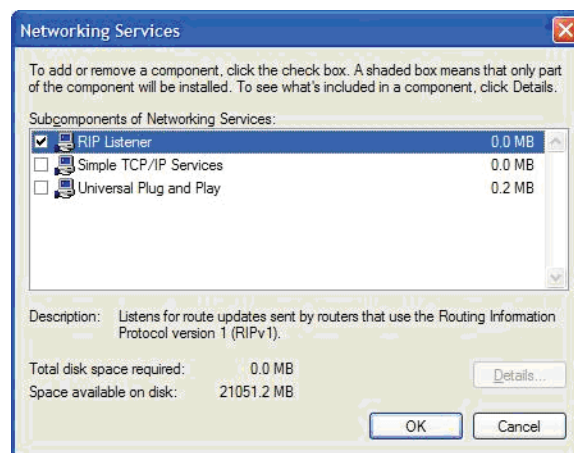 Networking Services
To add or remove a component, click the check box. A shaded box means that only part
of the component will be installed. To see what's included in a component, click Details.
Subcomponents of Networking Services:
RIP Listener 0.0 MB
Simple TCP/IP Services 0.0 MB
Universal Plug and Play 0.2 MB
Description: Listens for route updates sent by routers that use the Routing Information
Protocol version 1 (RIPv1).
Total disk space required: 0.0 MB
Space available on disk: 21051.2 MB
Details...
OK Cancel